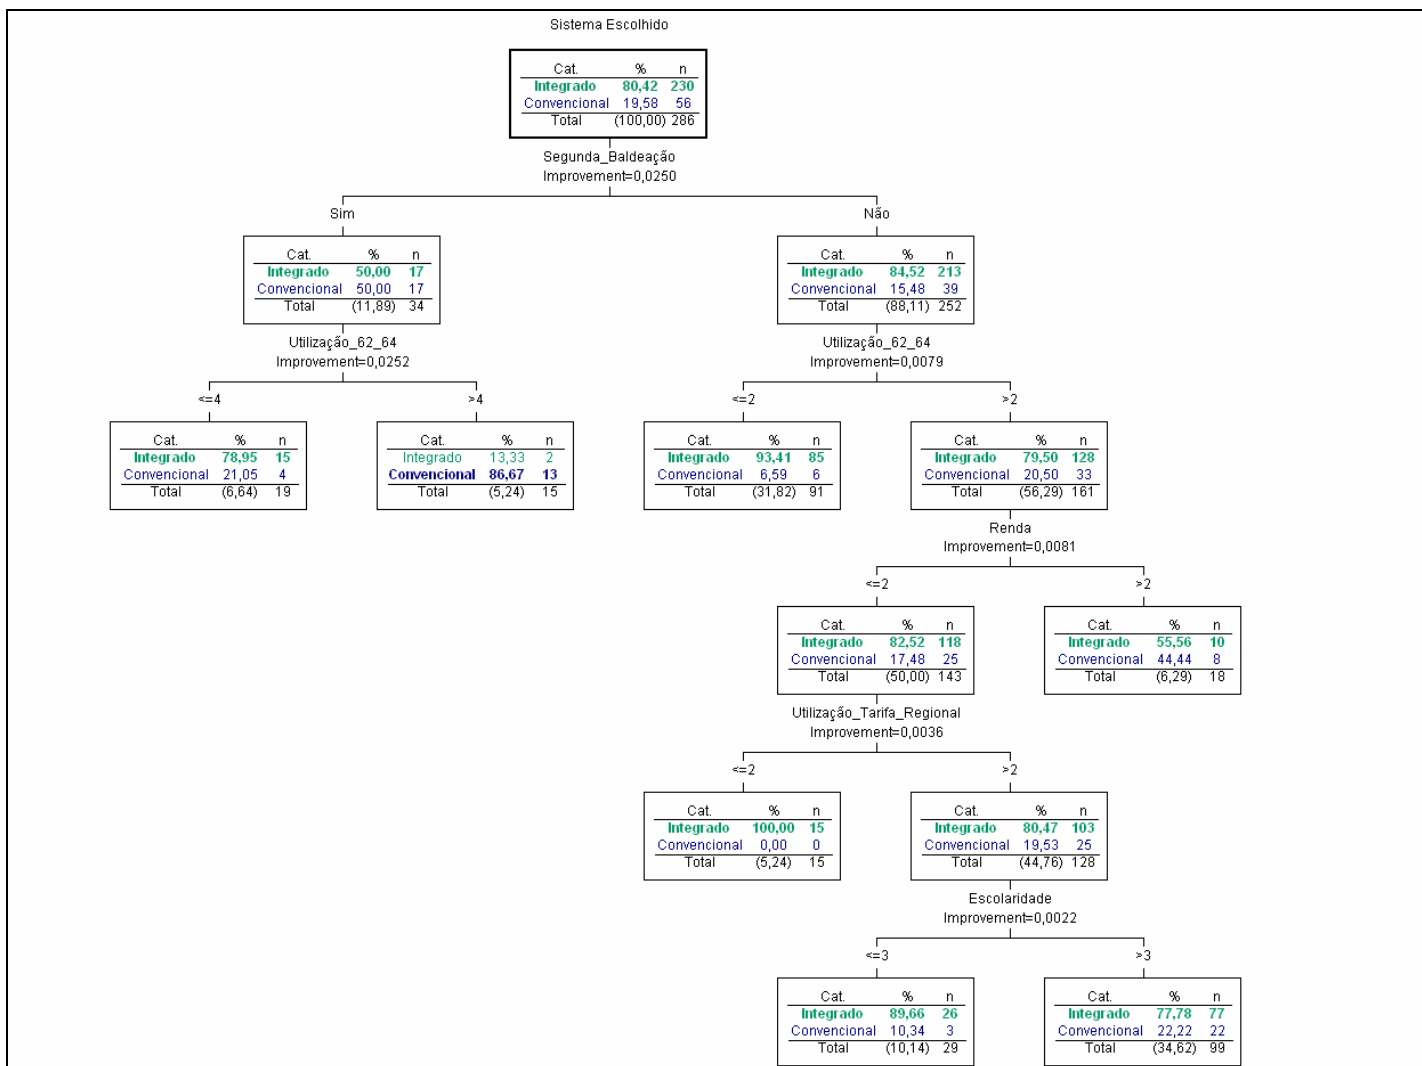 Sistema Escolhido
Cat. % n
Integrado 80,42 230
Convencional 19,58 56
Total (100,00) 286
Segunda_Baldeação
Improvement=0,0250
Sim
Não
Cat. % n
Integrado 50,00 17
Convencional 50,00 17
Total (11,89) 34
Cat. % n
Integrado 84,52 213
Convencional 15,48 39
Total (88,11) 252
Utilização_62_64
Improvement=0,0252
Utilização_62_64
Improvement=0,0079
<=4
>4
<=2
>2
Cat. % n
Integrado 78,95 15
Convencional 21,05 4
Total (6,64) 19
Cat. % n
Integrado 13,33 2
Convencional 86,67 13
Total (5,24) 15
Cat. % n
Integrado 93,41 85
Convencional 6,59 6
Total (31,82) 91
Cat. % n
Integrado 79,50 128
Convencional 20,50 33
Total (56,29) 161
Renda
Improvement=0,0081
<=2
>2
Cat. % n
Integrado 82,52 118
Convencional 17,48 25
Total (50,00) 143
Cat. % n
Integrado 55,56 10
Convencional 44,44 8
Total (6,29) 18
Utilização_Tarifa_Regional
Improvement=0,0036
<=2
>2
Cat. % n
Integrado 100,00 15
Convencional 0,00 0
Total (5,24) 15
Cat. % n
Integrado 80,47 103
Convencional 19,53 25
Total (44,76) 128
Escolaridade
Improvement=0,0022
<=3
>3
Cat. % n
Integrado 89,66 26
Convencional 10,34 3
Total (10,14) 29
Cat. % n
Integrado 77,78 77
Convencional 22,22 22
Total (34,62) 99